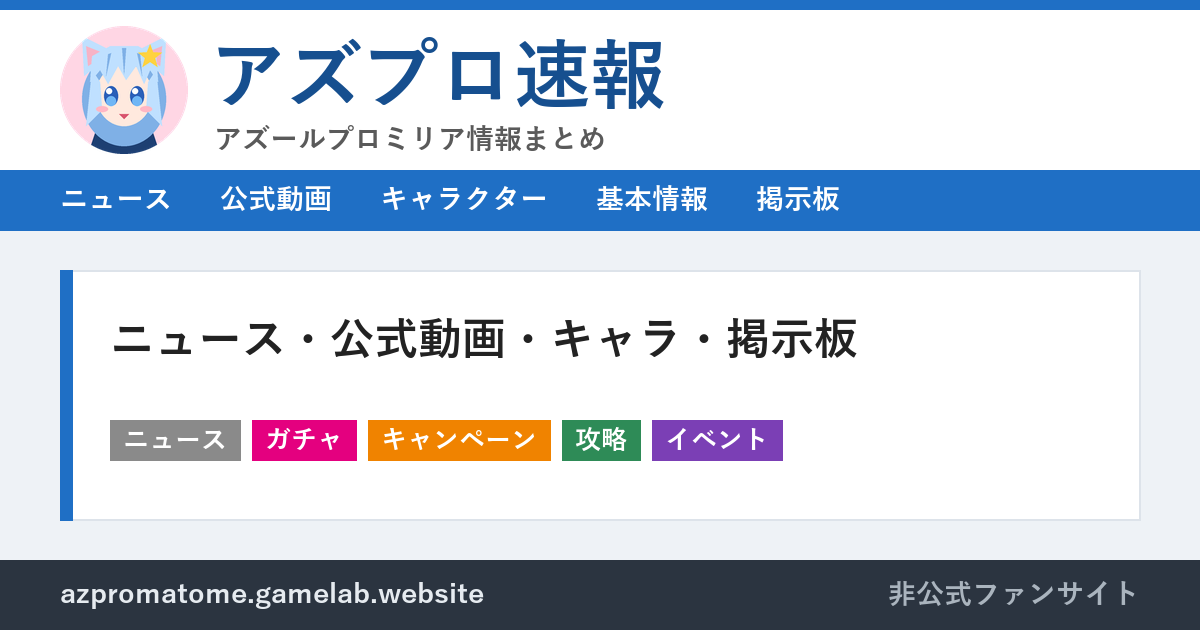 アズプロ速報
アズールプロミリア情報まとめ
ニュース 公式動画 キャラクター 基本情報 掲示板
ニュース・公式動画・キャラ・掲示板
ニュース ガチャ キャンペーン 攻略 イベント
azpromatome.gamelab.website 非公式ファンサイト